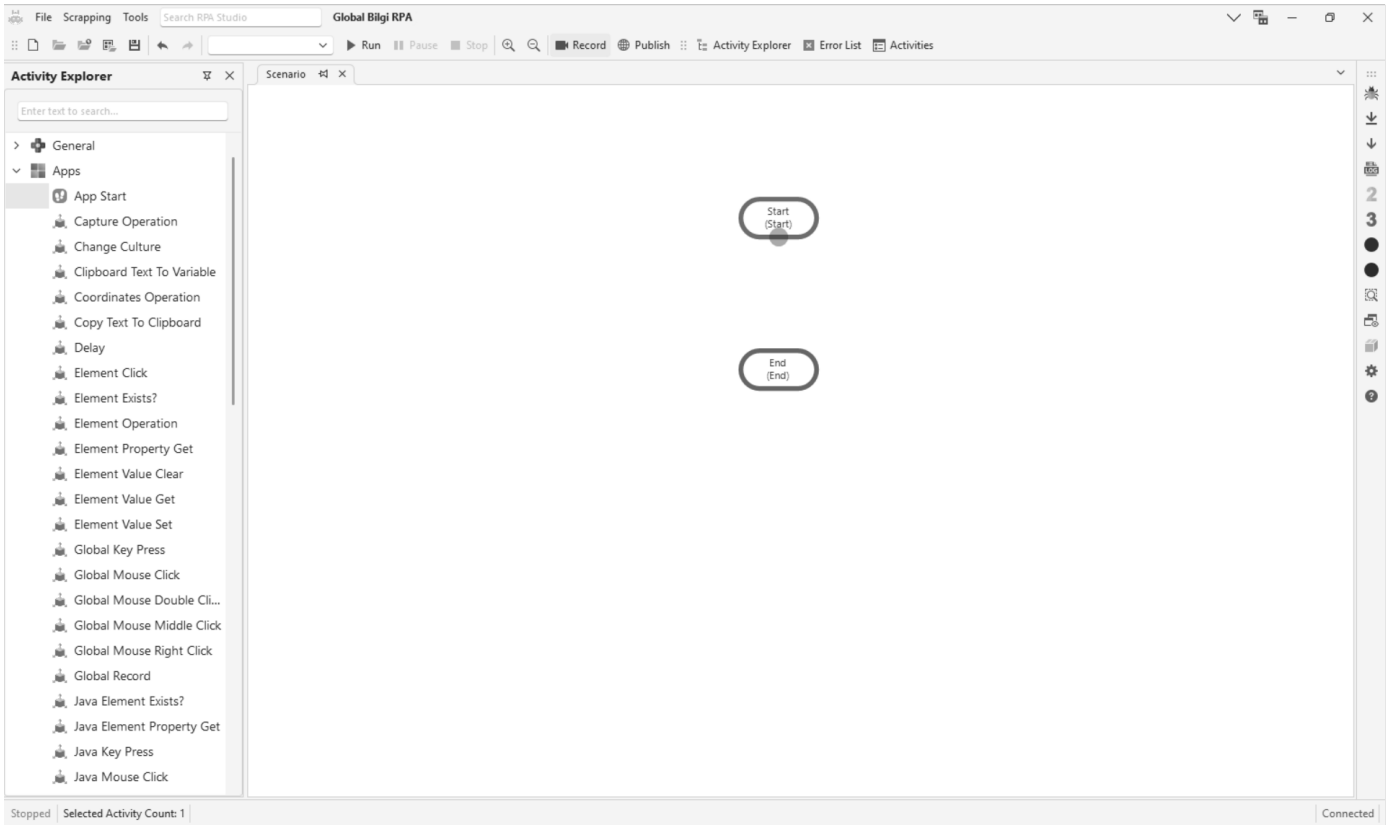 File Scrapping Tools Search RPA Studio Global Bilgi RPA
Run Pause Stop Record Publish Activity Explorer Error List Activities
Activity Explorer
Scenario
Enter text to search...
General
Apps
App Start
Capture Operation
Change Culture
Clipboard Text To Variable
Coordinates Operation
Copy Text To Clipboard
Delay
Element Click
Element Exists?
Element Operation
Element Property Get
Element Value Clear
Element Value Get
Element Value Set
Global Key Press
Global Mouse Click
Global Mouse Double Cli...
Global Mouse Middle Click
Global Mouse Right Click
Global Record
Java Element Exists?
Java Element Property Get
Java Key Press
Java Mouse Click
Start
(Start)
End
(End)
LOG
2
3
Stopped Selected Activity Count: 1 Connected